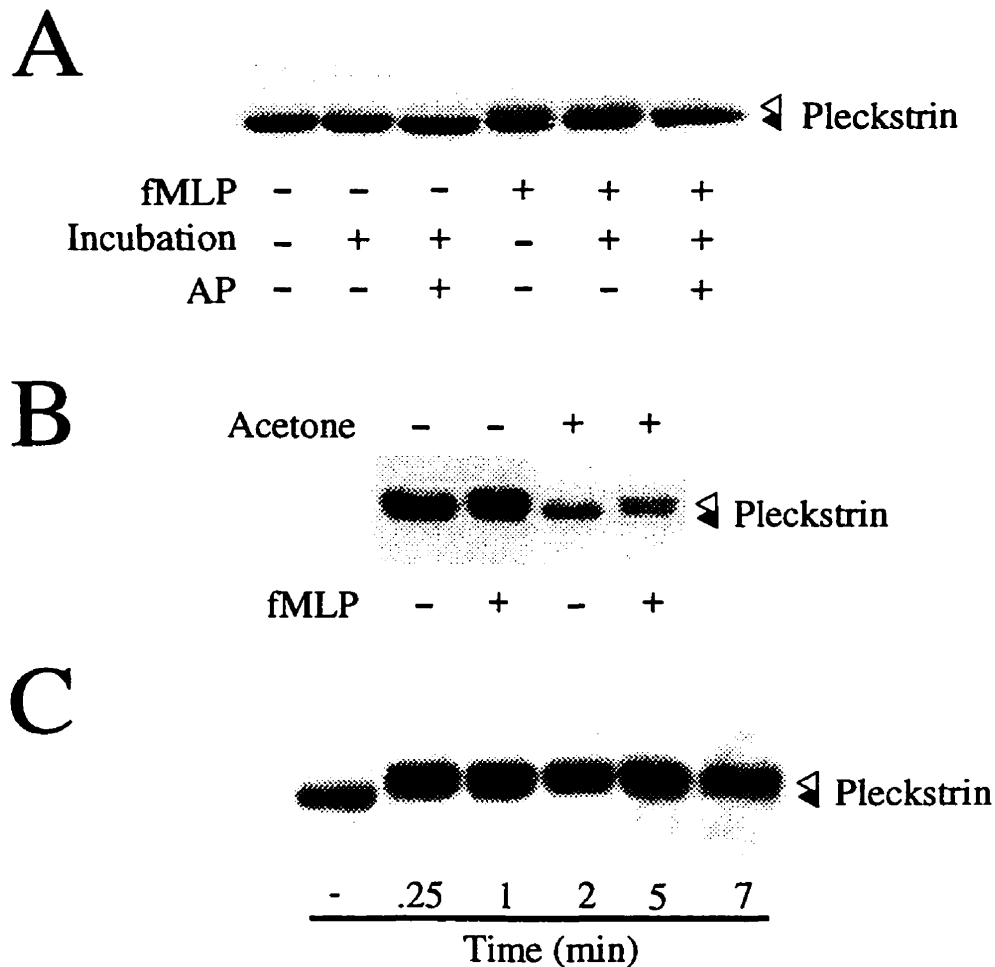 A
Pleckstrin
fMLP - - - + + +
Incubation - + + - + +
AP - - + - - +
B
Acetone - - + +
Pleckstrin
fMLP - + - +
C
Pleckstrin
- .25 1 2 5 7
Time (min)